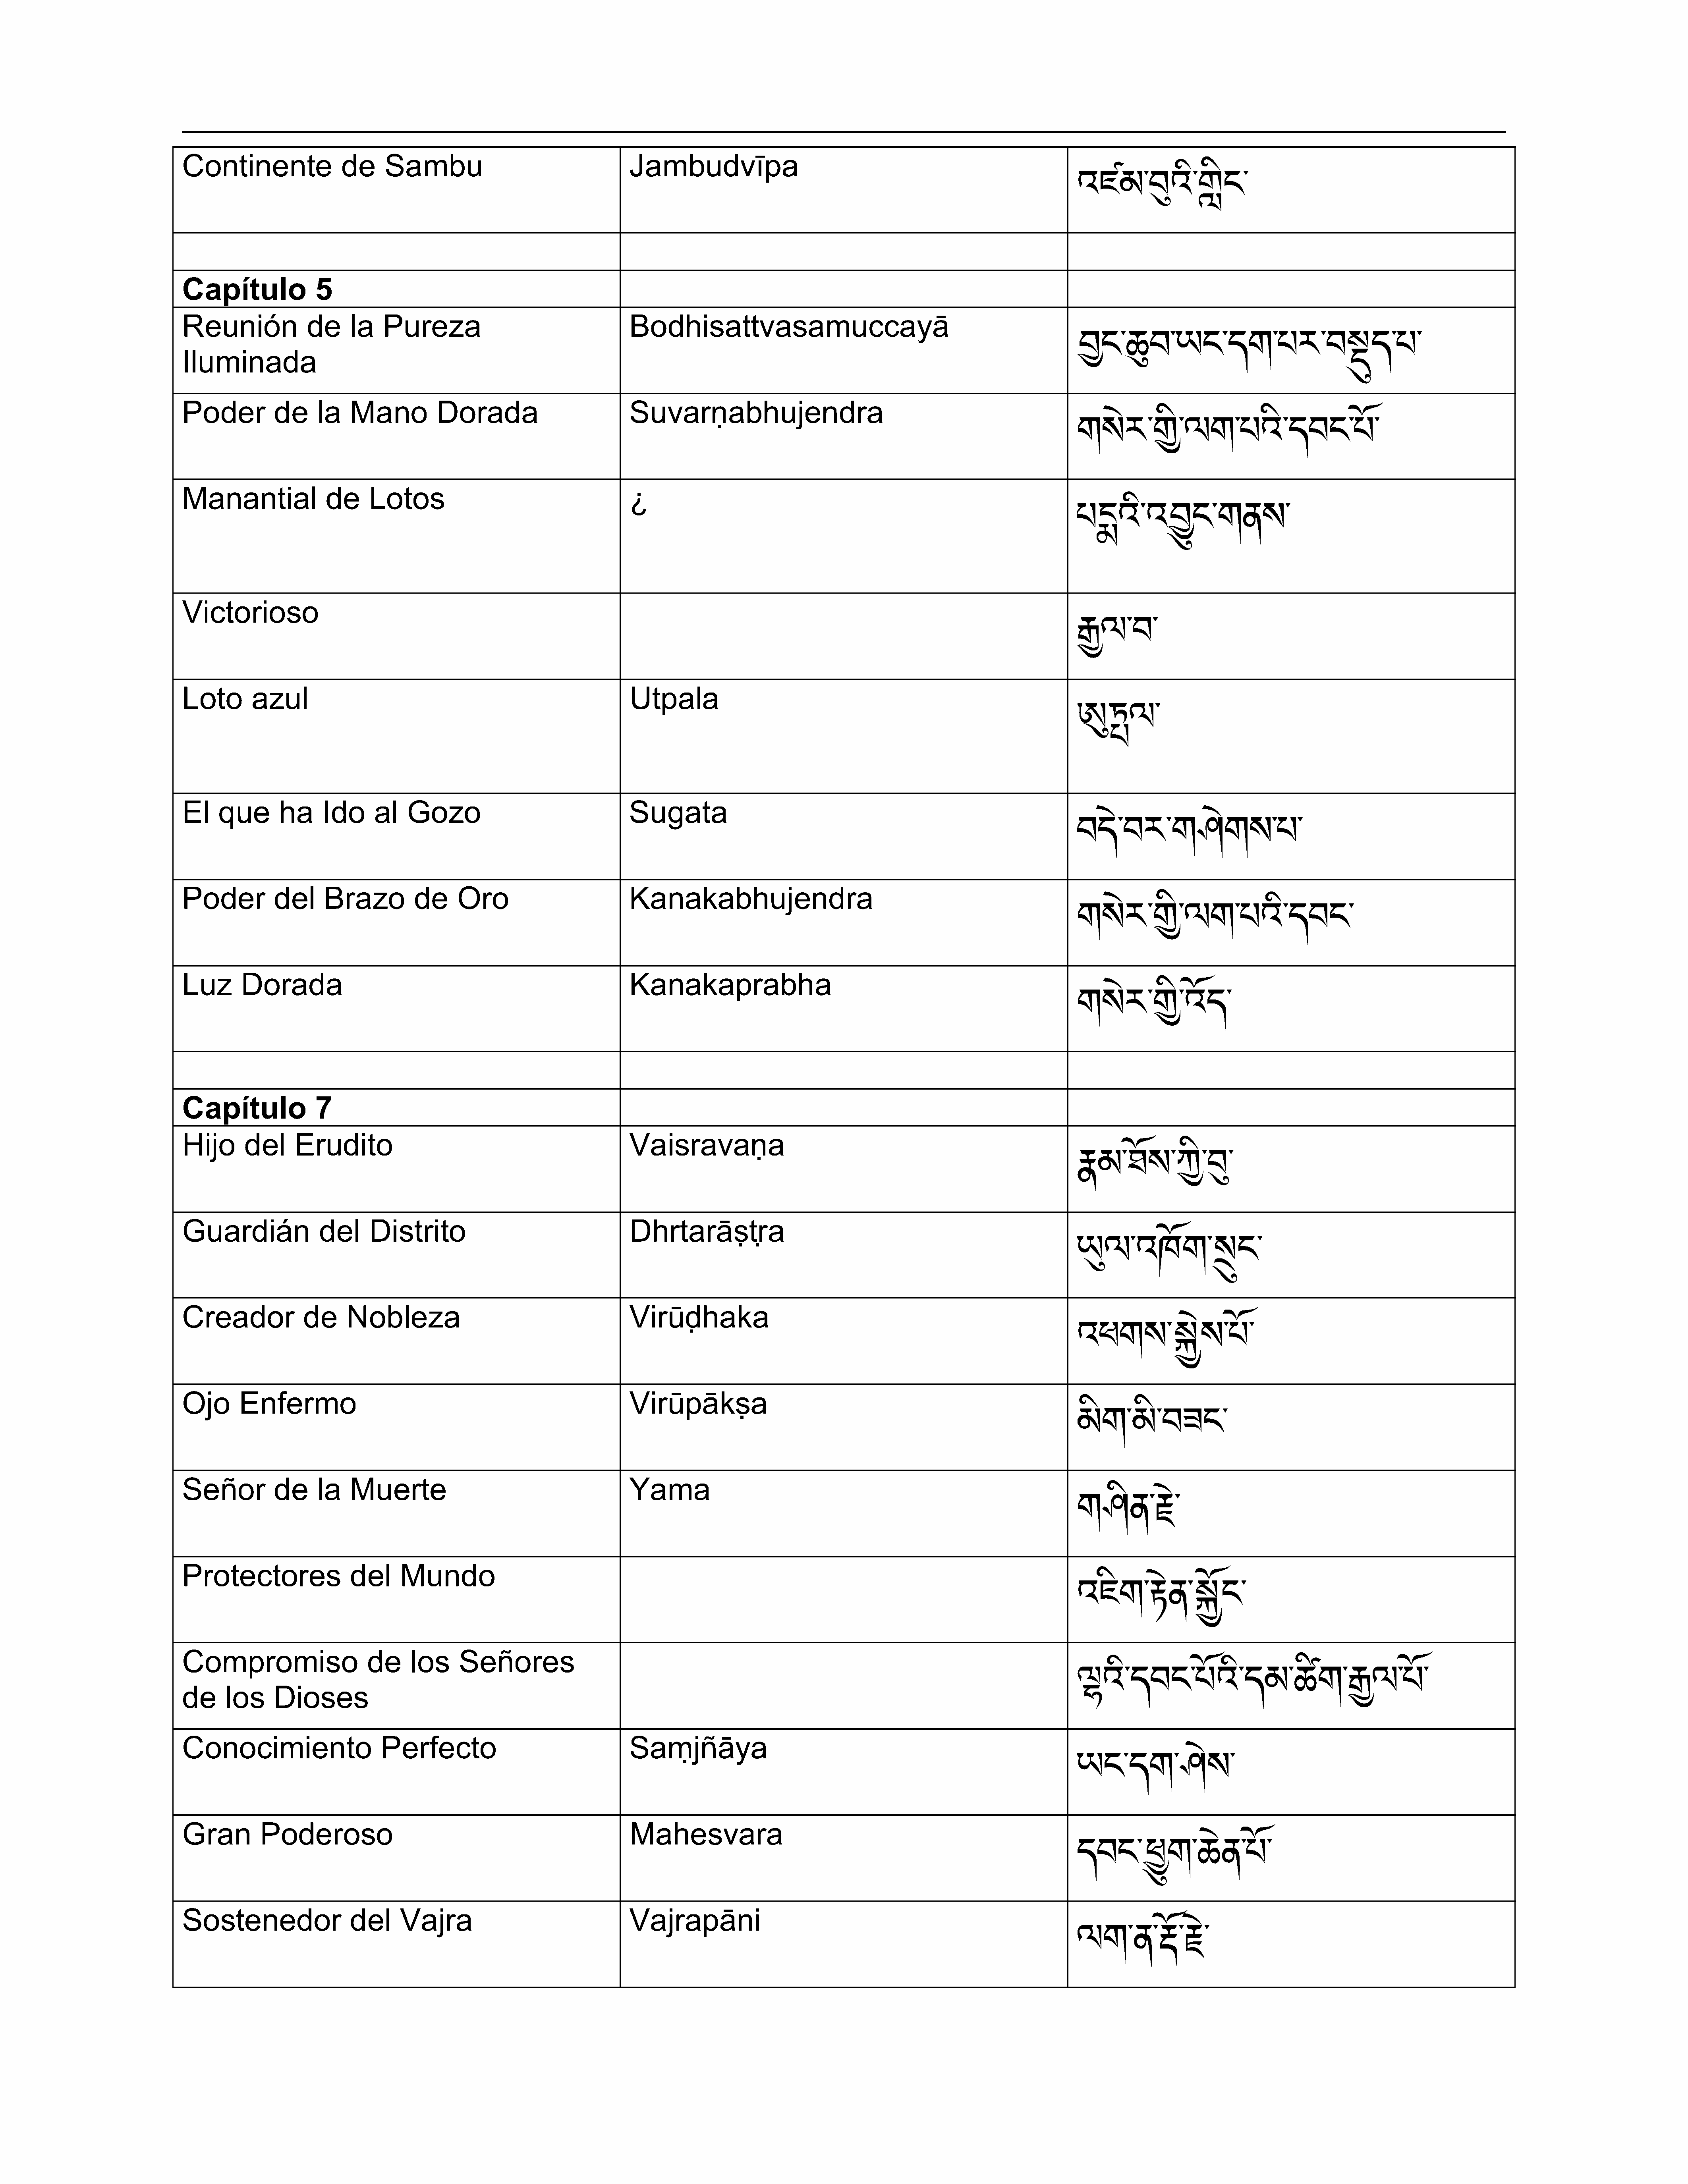 Continente de Sambu Jambudvīpa འཛམ་བུའི་གླིང་
Capítulo 5
Reunión de la Pureza Bodhisattvasamuccayā བྱང་ཆུབ་ཡང་དག་པར་བསྡུད་པ་
Iluminada
Poder de la Mano Dorada Suvarṇabhujendra གསེར་གྱི་ལག་པའི་དབང་པོ་
Manantial de Lotos ¿ པདྨའི་འབྱུང་གནས་
Victorioso རྒྱལ་བ་
Loto azul Utpala ཨུཏྤལ་
El que ha Ido al Gozo Sugata བདེ་བར་གཤེགས་པ་
Poder del Brazo de Oro Kanakabhujendra གསེར་གྱི་ལག་པའི་དབང་
Luz Dorada Kanakaprabha གསེར་གྱི་འོད་
Capítulo 7
Hijo del Erudito Vaisravaṇa རྣམ་ཐོས་ཀྱི་བུ་
Guardián del Distrito Dhrtarāṣṭra ཡུལ་འཁོག་སྲུང་
Creador de Nobleza Virūḍhaka འཕགས་སྐྱེས་པོ་
Ojo Enfermo Virūpākṣa མིག་མི་བཟང་
Señor de la Muerte Yama གཤིན་རྗེ་
Protectores del Mundo འཇིག་རྟེན་སྐྱོང་
Compromiso de los Señores ལྷའི་དབང་པོའི་དམ་ཚིག་རྒྱལ་པོ་
de los Dioses
Conocimiento Perfecto Saṃjñāya ཡང་དག་ཤེས་
Gran Poderoso Mahesvara དབང་ཕྱུག་ཆེན་པོ་
Sostenedor del Vajra Vajrapāni ལག་ན་རྡོ་རྗེ་